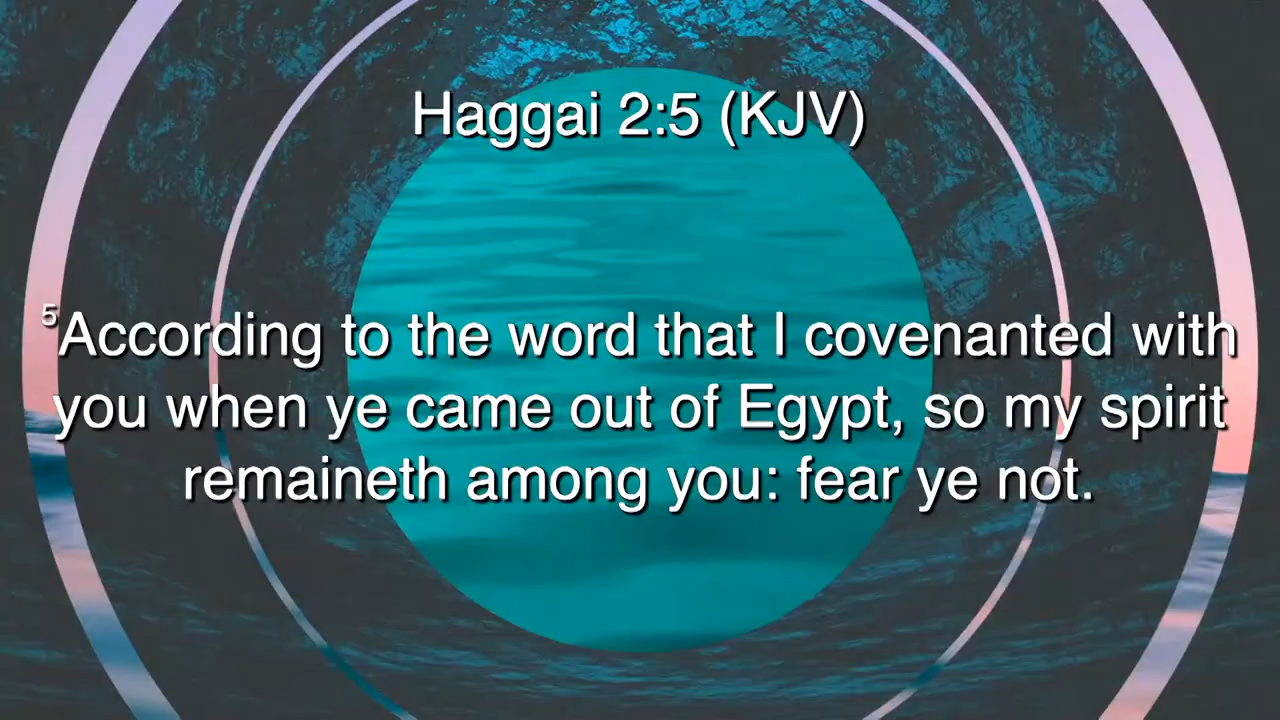 Haggai 2:5 (KJV)
⁵According to the word that I covenanted with
you when ye came out of Egypt, so my spirit
remaineth among you: fear ye not.